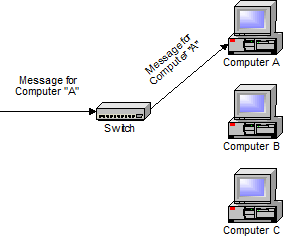 Message for
Computer "A"
Message for
Computer "A"
Switch
Computer A
Computer B
Computer C